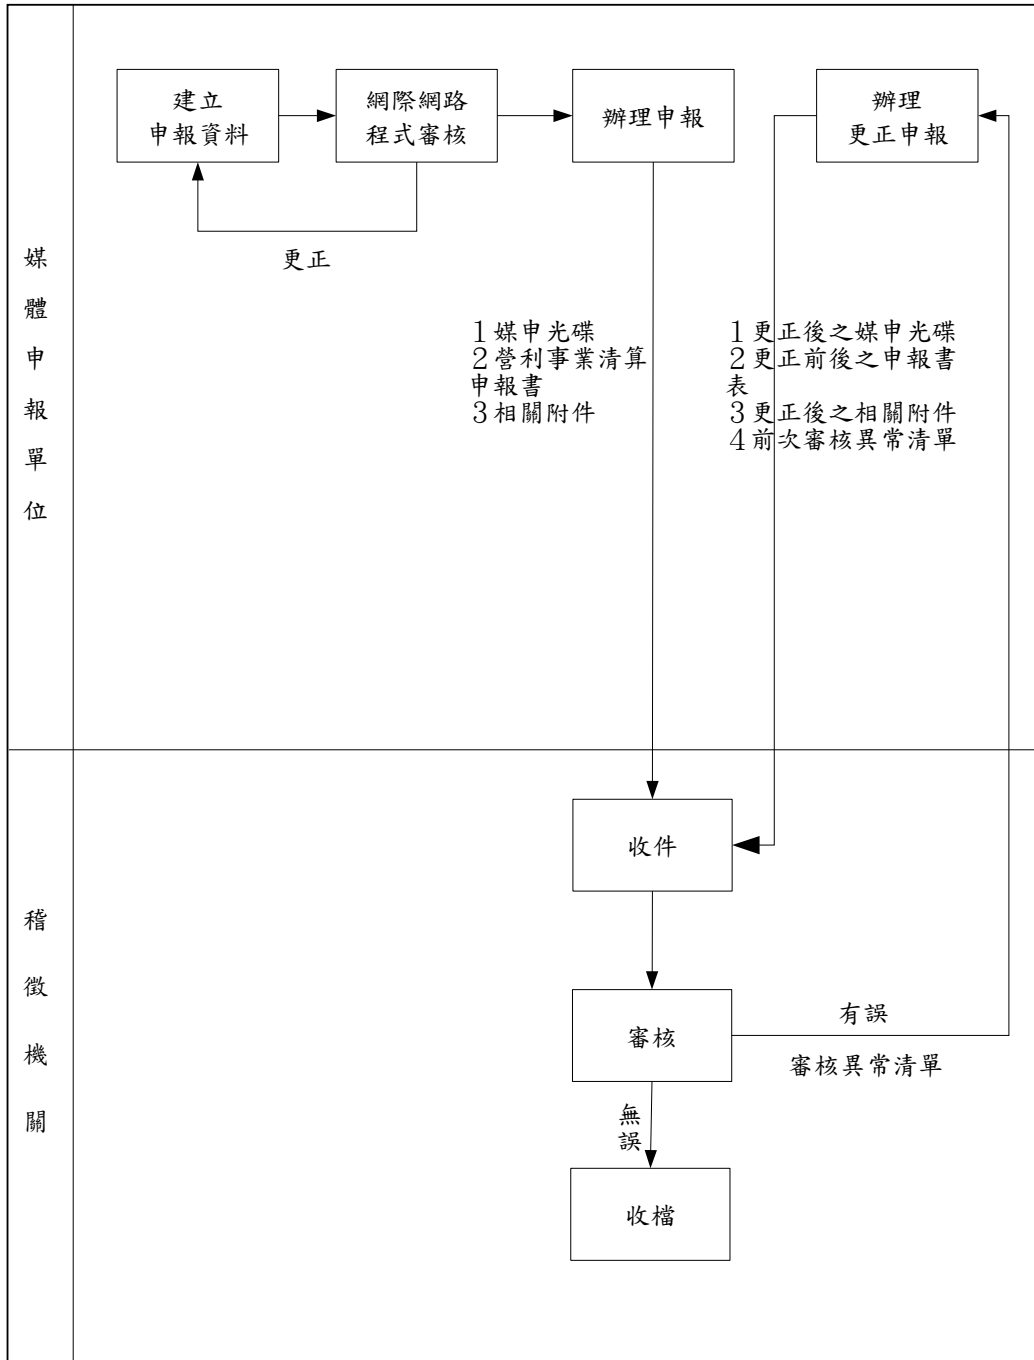 建立
申報資料
網際網路
程式審核
辦理申報
辦理
更正申報
更正
媒體申報單位
1媒申光碟
2營利事業清算
申報書
3相關附件
1更正後之媒申光碟
2更正前後之申報書
表
3更正後之相關附件
4前次審核異常清單
稽徵機關
收件
審核
有誤
審核異常清單
無誤
收檔